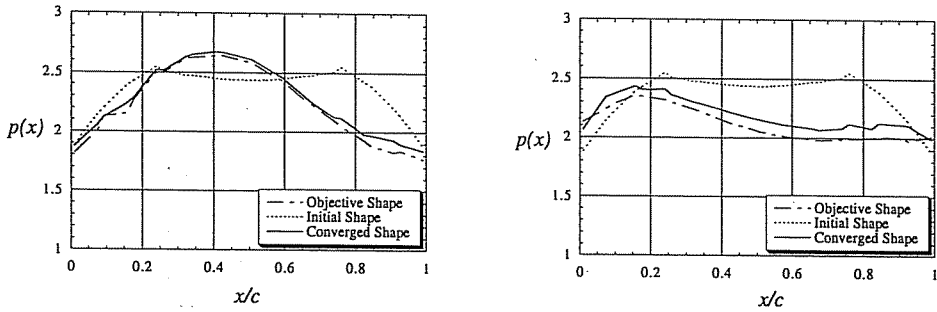 3
2.5
2
1.5
1
p(x)
0
0.2
0.4
0.6
0.8
1
x/c
Objective Shape
Initial Shape
Converged Shape
3
2.5
2
1.5
1
p(x)
0
0.2
0.4
0.6
0.8
1
x/c
Objective Shape
Initial Shape
Converged Shape